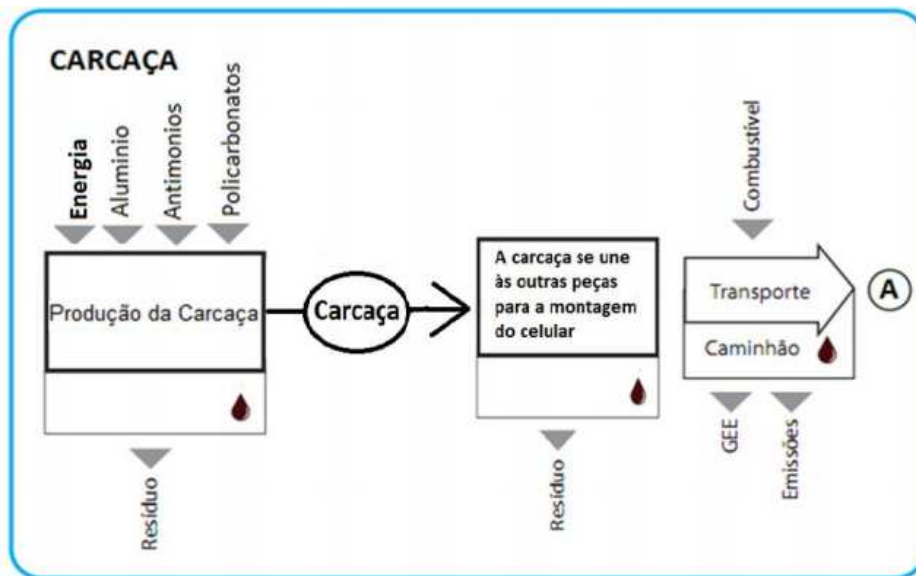 CARCAÇA
Energia
Aluminio
Antimonios
Policarbonatos
Produção da Carcaça
Resíduo
Carcaça
A carcaça se une
às outras peças
para a montagem
do celular
Resíduo
Combustível
Transporte
Caminhão
GEE
Emissões
A